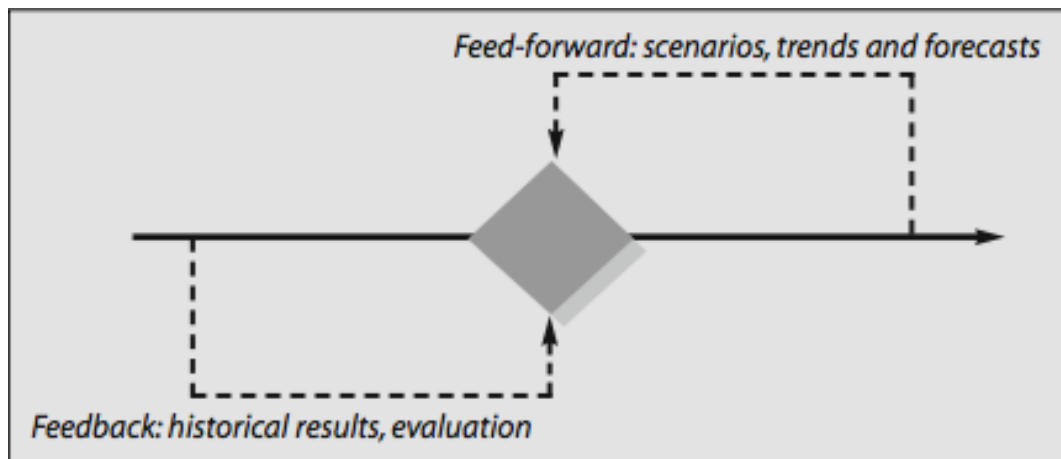 Feed-forward: scenarios, trends and forecasts
Feedback: historical results, evaluation